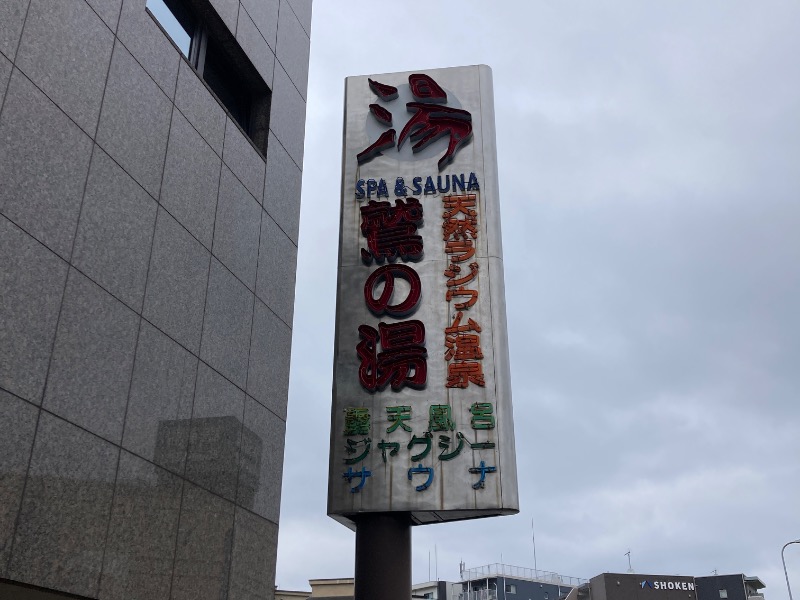 湯
SPA & SAUNA
鷲の湯
天然ラジウム温泉
露天風呂
ジャグジー
サウナ
SHOKEN